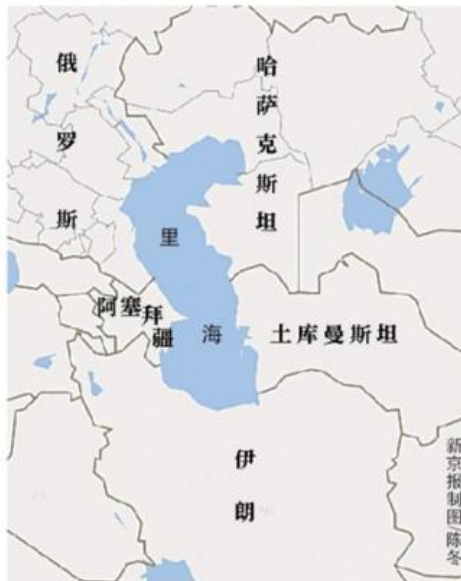 俄罗斯
哈萨克斯坦
里海
阿塞拜疆
土库曼斯坦
伊朗
新京报制图 陈冬